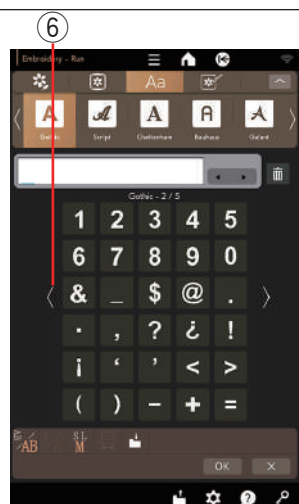 ⑥
Embroidery - Run
Aa
A A A A A
Gothic Script Cheltenham Bauhaus Galant
Gothic - 2 / 5
1 2 3 4 5
6 7 8 9 0
& _ $ @ .
· , ? ¿ !
¡ ‘ ’ < >
( ) – + =
AB S.L M
OK ×